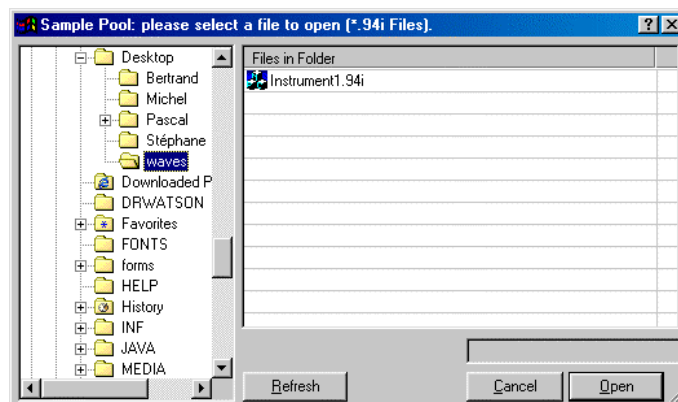 Sample Pool: please select a file to open (*.94i Files).
Desktop
Bertrand
Michel
Pascal
Stéphane
waves
Downloaded P
DRWATSON
Favorites
FONTS
forms
HELP
History
INF
JAVA
MEDIA
Files in Folder
Instrument1.94i
Refresh
Cancel
Open